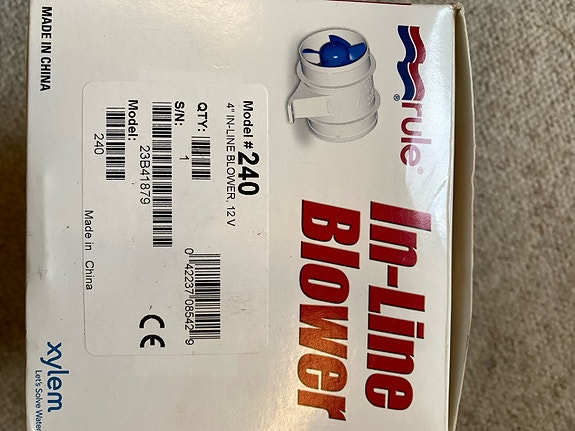 rule®
®
In-Line
Blower
Model # 240
4" IN-LINE BLOWER, 12 V
QTY:
1
0 42237 08542 9
S/N:
23B41879
Model:
240
Made in China
CE
xylem
Let's Solve Water
MADE IN CHINA